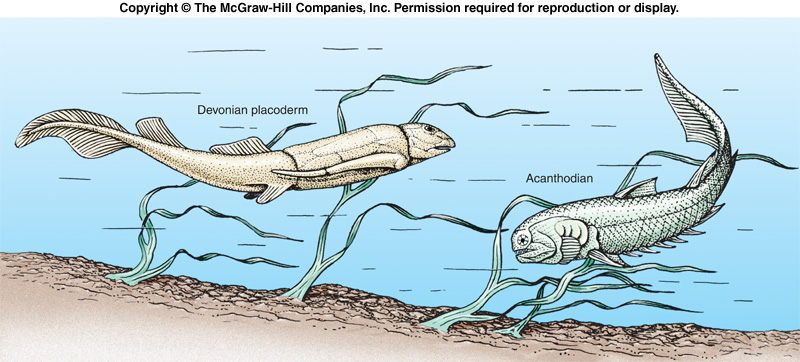 Copyright © The McGraw-Hill Companies, Inc. Permission required for reproduction or display.
Devonian placoderm
Acanthodian